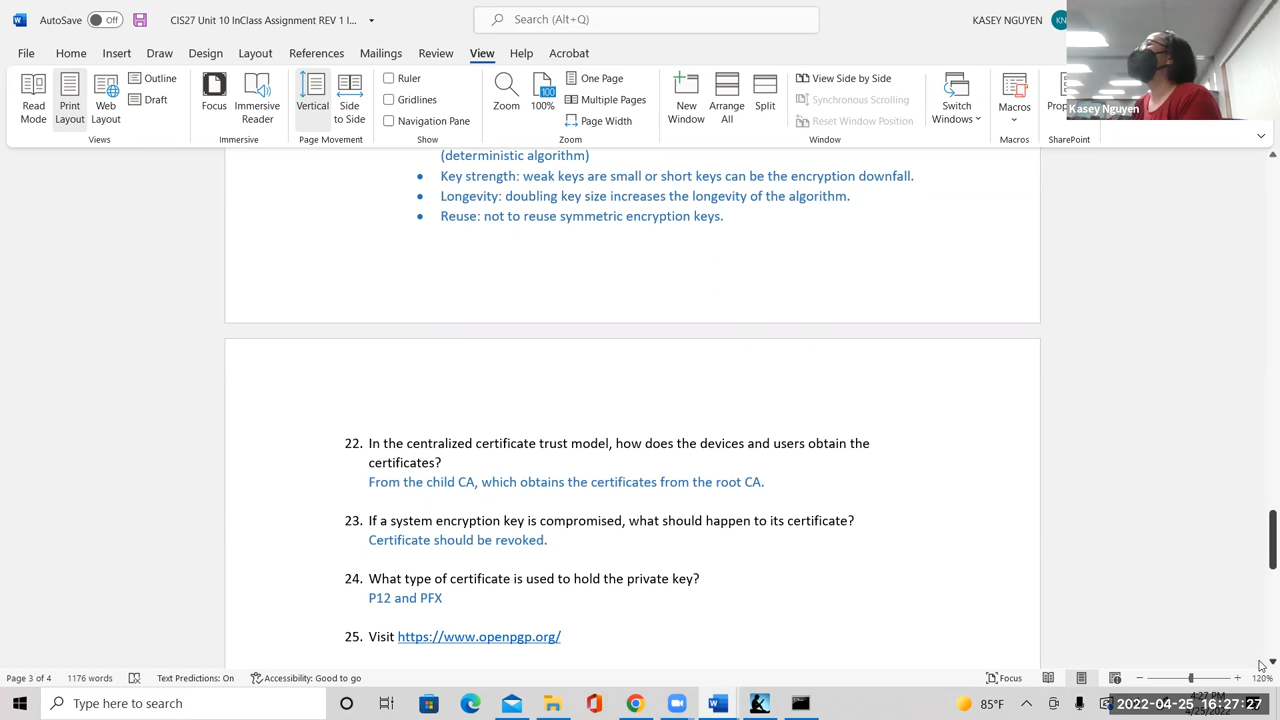 AutoSave Off CIS27 Unit 10 InClass Assignment REV 1 I... Search (Alt+Q) KASEY NGUYEN KN
File Home Insert Draw Design Layout References Mailings Review View Help Acrobat
Read Mode
Print Layout
Web Layout
Outline
Draft
Views
Focus
Immersive Reader
Immersive
Vertical
Side to Side
Page Movement
Ruler
Gridlines
Navigation Pane
Show
Zoom
100
100%
One Page
Multiple Pages
Page Width
Zoom
New Window
Arrange All
Split
View Side by Side
Synchronous Scrolling
Reset Window Position
Window
Switch Windows
Macros
Macros
Prop
SharePoint
Kasey Nguyen
(deterministic algorithm)
• Key strength: weak keys are small or short keys can be the encryption downfall.
• Longevity: doubling key size increases the longevity of the algorithm.
• Reuse: not to reuse symmetric encryption keys.
22. In the centralized certificate trust model, how does the devices and users obtain the
certificates?
From the child CA, which obtains the certificates from the root CA.
23. If a system encryption key is compromised, what should happen to its certificate?
Certificate should be revoked.
24. What type of certificate is used to hold the private key?
P12 and PFX
25. Visit https://www.openpgp.org/
Page 3 of 4 1176 words Text Predictions: On Accessibility: Good to go Focus 120%
Type here to search 85°F 4:27 PM
2022-04-25 16:27:27
4/25/2022